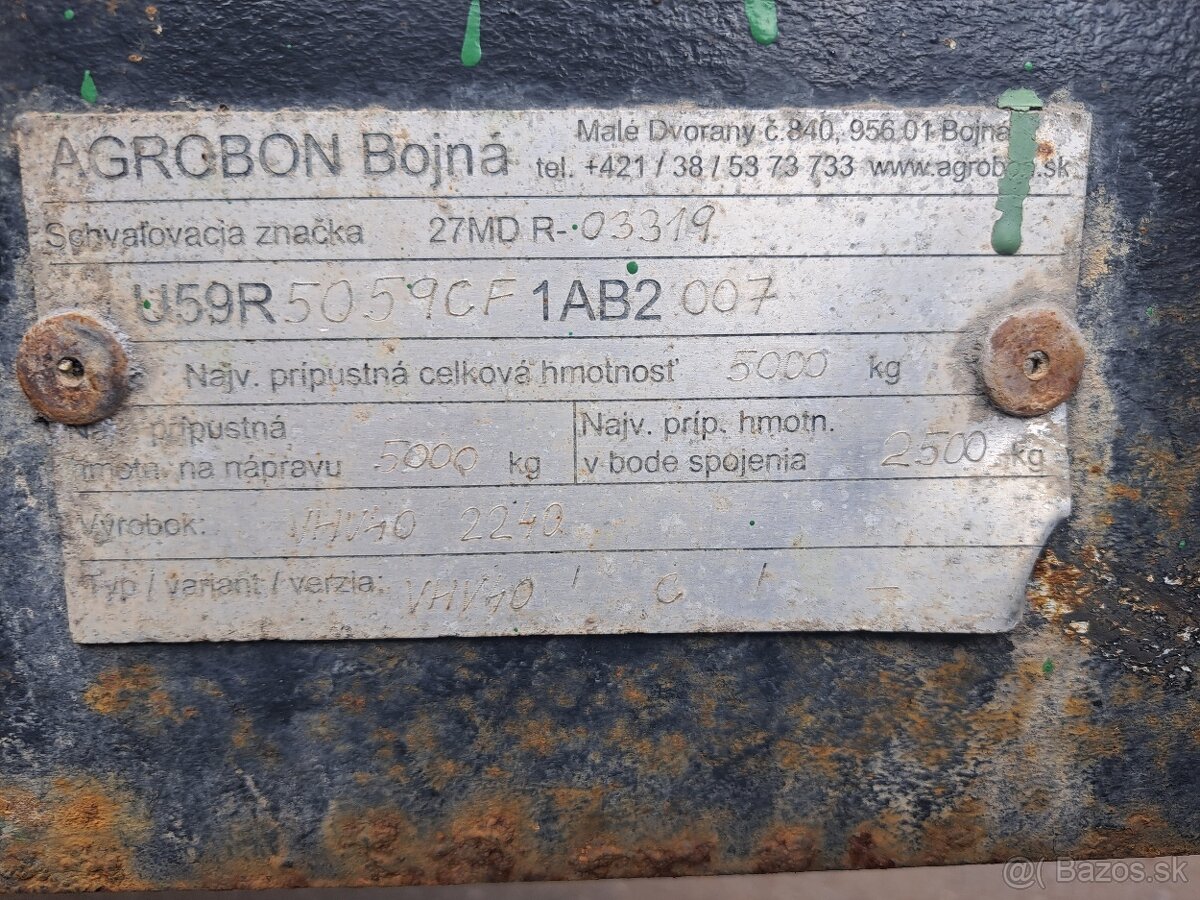 AGROBON Bojná
Malé Dvorany č.840, 956 01 Bojná
tel. +421 / 38 / 53 73 733 www.agrobon.sk
Schvaľovacia značka 27MD R- 03319
U59R5059CF1AB2007
Najv. prípustná celková hmotnosť 5000 kg
Najv. prípustná
hmotn. na nápravu 5000 kg
Najv. príp. hmotn.
v bode spojenia 2500 kg
Výrobok: VHV40 2240
Typ / variant / verzia: VHV40 / C / -
@( Bazos.sk